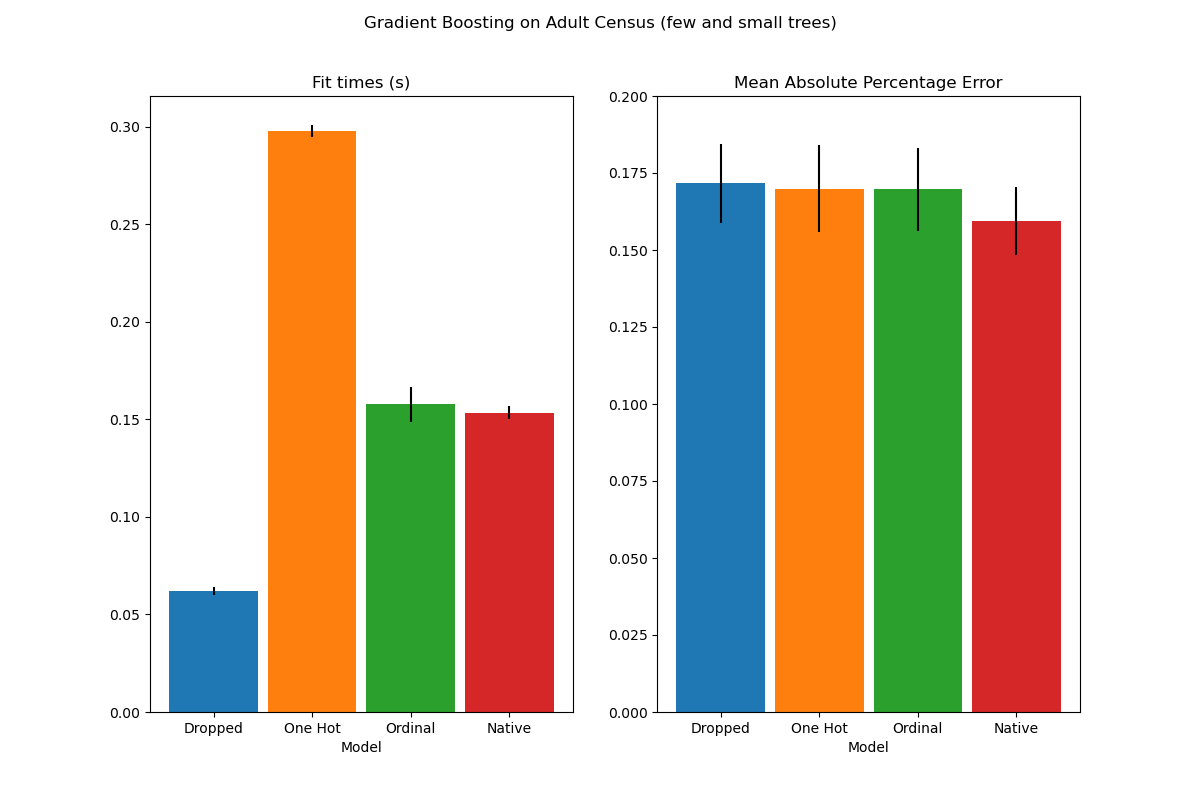 Gradient Boosting on Adult Census (few and small trees)
Fit times (s)
0.30
0.25
0.20
0.15
0.10
0.05
0.00
Dropped One Hot Ordinal Native
Model
Mean Absolute Percentage Error
0.200
0.175
0.150
0.125
0.100
0.075
0.050
0.025
0.000
Dropped One Hot Ordinal Native
Model